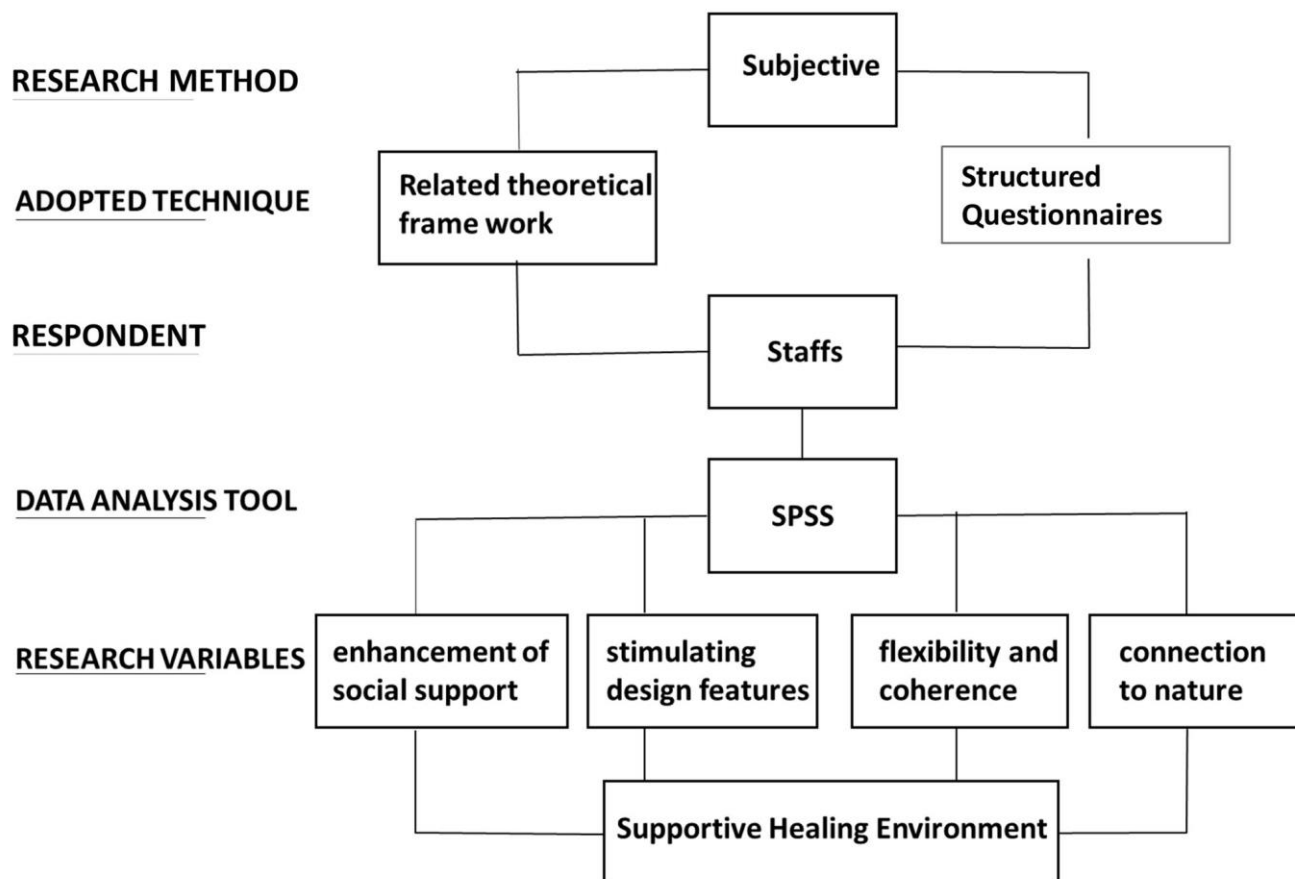 RESEARCH METHOD
Subjective
ADOPTED TECHNIQUE
Related theoretical
frame work
Structured
Questionnaires
RESPONDENT
Staffs
DATA ANALYSIS TOOL
SPSS
RESEARCH VARIABLES
enhancement of
social support
stimulating
design features
flexibility and
coherence
connection
to nature
Supportive Healing Environment